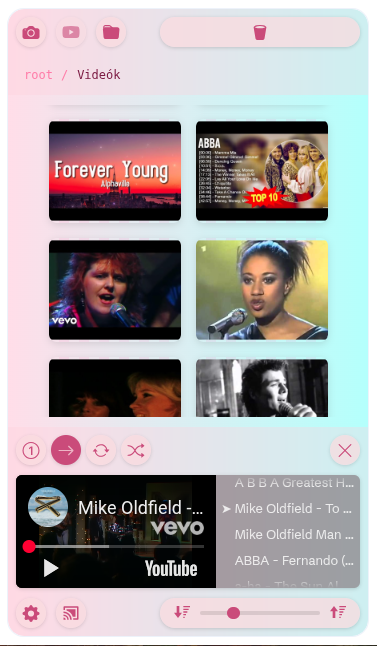 root / Videók
Forever Young
Alphaville
ABBA
TOP 10
vevo
1
Mike Oldfield -...
vevo
YouTube
A B B A Greatest H...
➤ Mike Oldfield - To ...
Mike Oldfield Man ...
ABBA - Fernando (...